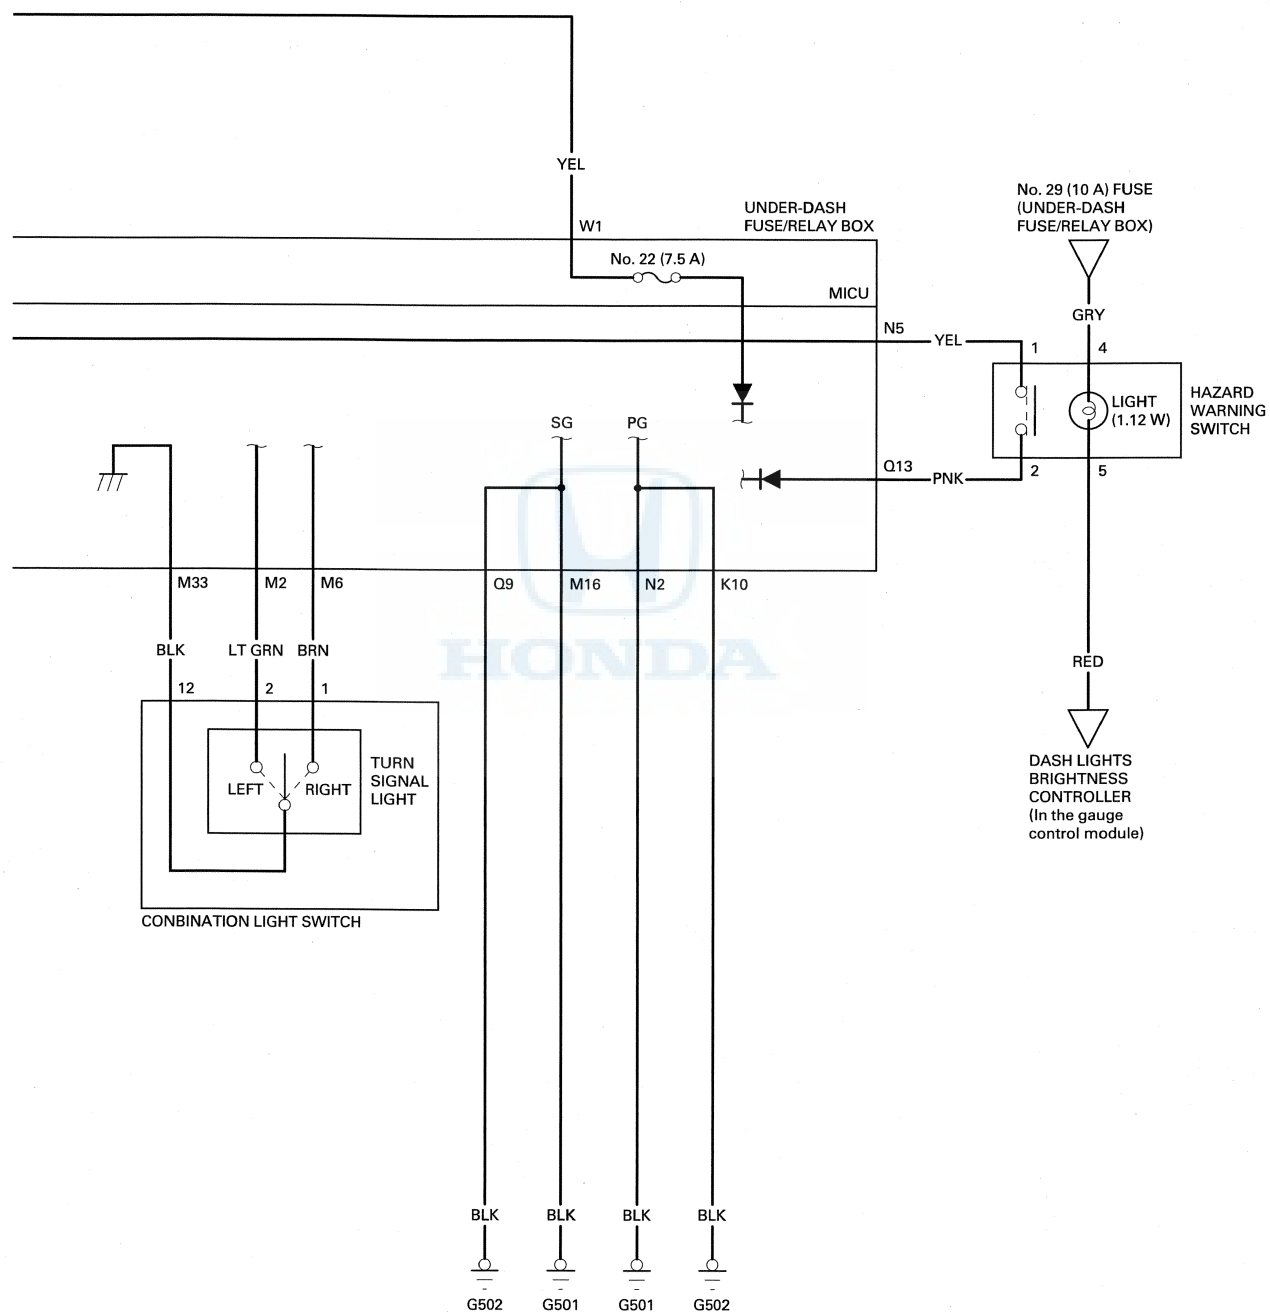 YEL
W1
UNDER-DASH
FUSE/RELAY BOX
No. 22 (7.5 A)
MICU
No. 29 (10 A) FUSE
(UNDER-DASH
FUSE/RELAY BOX)
GRY
N5
YEL
1
4
LIGHT
(1.12 W)
HAZARD
WARNING
SWITCH
SG
PG
Q13
PNK
2
5
M33
M2
M6
Q9
M16
N2
K10
HONDA
BLK
LT GRN
BRN
RED
12
2
1
LEFT
RIGHT
TURN
SIGNAL
LIGHT
DASH LIGHTS
BRIGHTNESS
CONTROLLER
(In the gauge
control module)
CONBINATION LIGHT SWITCH
BLK
BLK
BLK
BLK
G502
G501
G501
G502